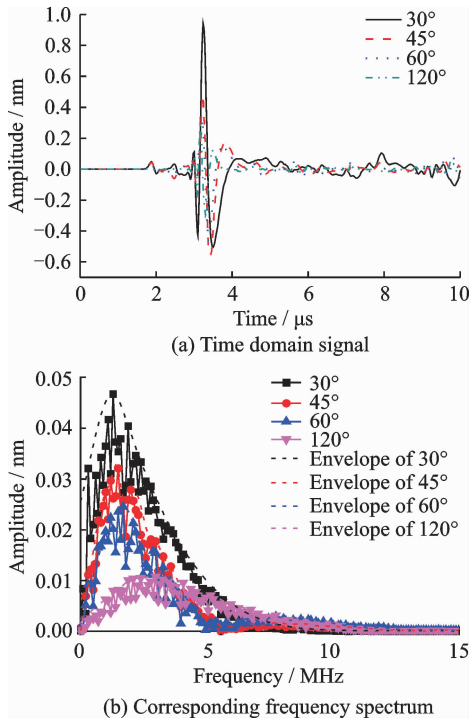 1.0
0.8
0.6
0.4
0.2
0.0
−0.2
−0.4
−0.6
Amplitude / nm
30°
45°
60°
120°
0 2 4 6 8 10
Time / μs
(a) Time domain signal
0.05
0.04
0.03
0.02
0.01
0.00
Amplitude / nm
30°
45°
60°
120°
Envelope of 30°
Envelope of 45°
Envelope of 60°
Envelope of 120°
0 5 10 15
Frequency / MHz
(b) Corresponding frequency spectrum